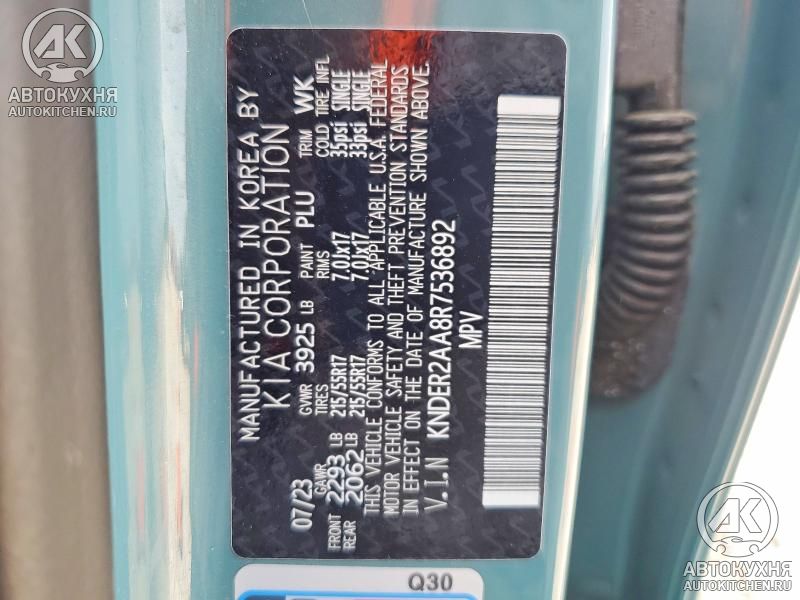 MANUFACTURED IN KOREA BY
KIA CORPORATION
07/23 GVWR 3925 LB PAINT PLU TRIM WK
GAWR TIRES RIMS COLD TIRE INFL
FRONT 2293 LB 215/55R17 7.0Jx17 35psi SINGLE
REAR 2062 LB 215/55R17 7.0Jx17 33psi SINGLE
THIS VEHICLE CONFORMS TO ALL APPLICABLE U.S.A. FEDERAL
MOTOR VEHICLE SAFETY AND THEFT PREVENTION STANDARDS
IN EFFECT ON THE DATE OF MANUFACTURE SHOWN ABOVE.
V.I.N KNDER2AA8R7536892
MPV
Q30
АК
АВТОКУХНЯ
AUTOKITCHEN.RU
АК
АВТОКУХНЯ
AUTOKITCHEN.RU